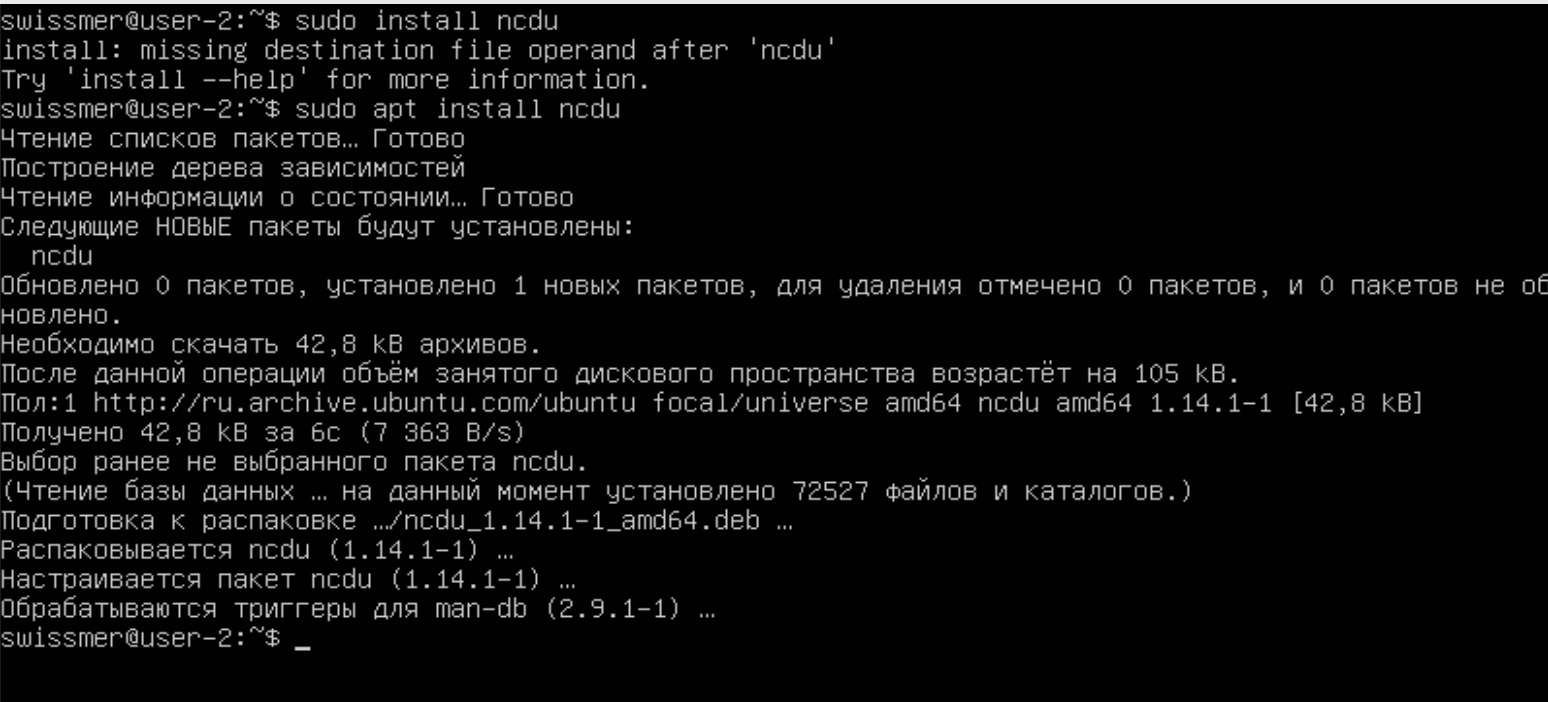 swissmer@user-2:~$ sudo install ncdu
install: missing destination file operand after 'ncdu'
Try 'install --help' for more information.
swissmer@user-2:~$ sudo apt install ncdu
Чтение списков пакетов… Готово
Построение дерева зависимостей
Чтение информации о состоянии… Готово
Следующие НОВЫЕ пакеты будут установлены:
  ncdu
Обновлено 0 пакетов, установлено 1 новых пакетов, для удаления отмечено 0 пакетов, и 0 пакетов не об
новлено.
Необходимо скачать 42,8 kB архивов.
После данной операции объём занятого дискового пространства возрастёт на 105 kB.
Пол:1 http://ru.archive.ubuntu.com/ubuntu focal/universe amd64 ncdu amd64 1.14.1-1 [42,8 kB]
Получено 42,8 kB за 6с (7 363 B/s)
Выбор ранее не выбранного пакета ncdu.
(Чтение базы данных … на данный момент установлено 72527 файлов и каталогов.)
Подготовка к распаковке …/ncdu_1.14.1-1_amd64.deb …
Распаковывается ncdu (1.14.1-1) …
Настраивается пакет ncdu (1.14.1-1) …
Обрабатываются триггеры для man-db (2.9.1-1) …
swissmer@user-2:~$ _